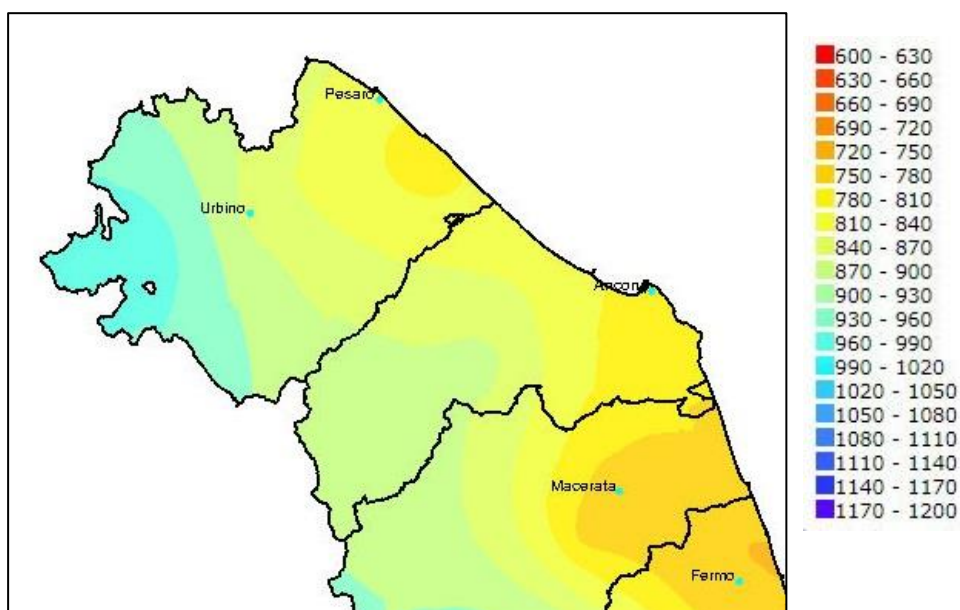 Pesaro
Urbino
Ancona
Macerata
Fermo
600 - 630
630 - 660
660 - 690
690 - 720
720 - 750
750 - 780
780 - 810
810 - 840
840 - 870
870 - 900
900 - 930
930 - 960
960 - 990
990 - 1020
1020 - 1050
1050 - 1080
1080 - 1110
1110 - 1140
1140 - 1170
1170 - 1200